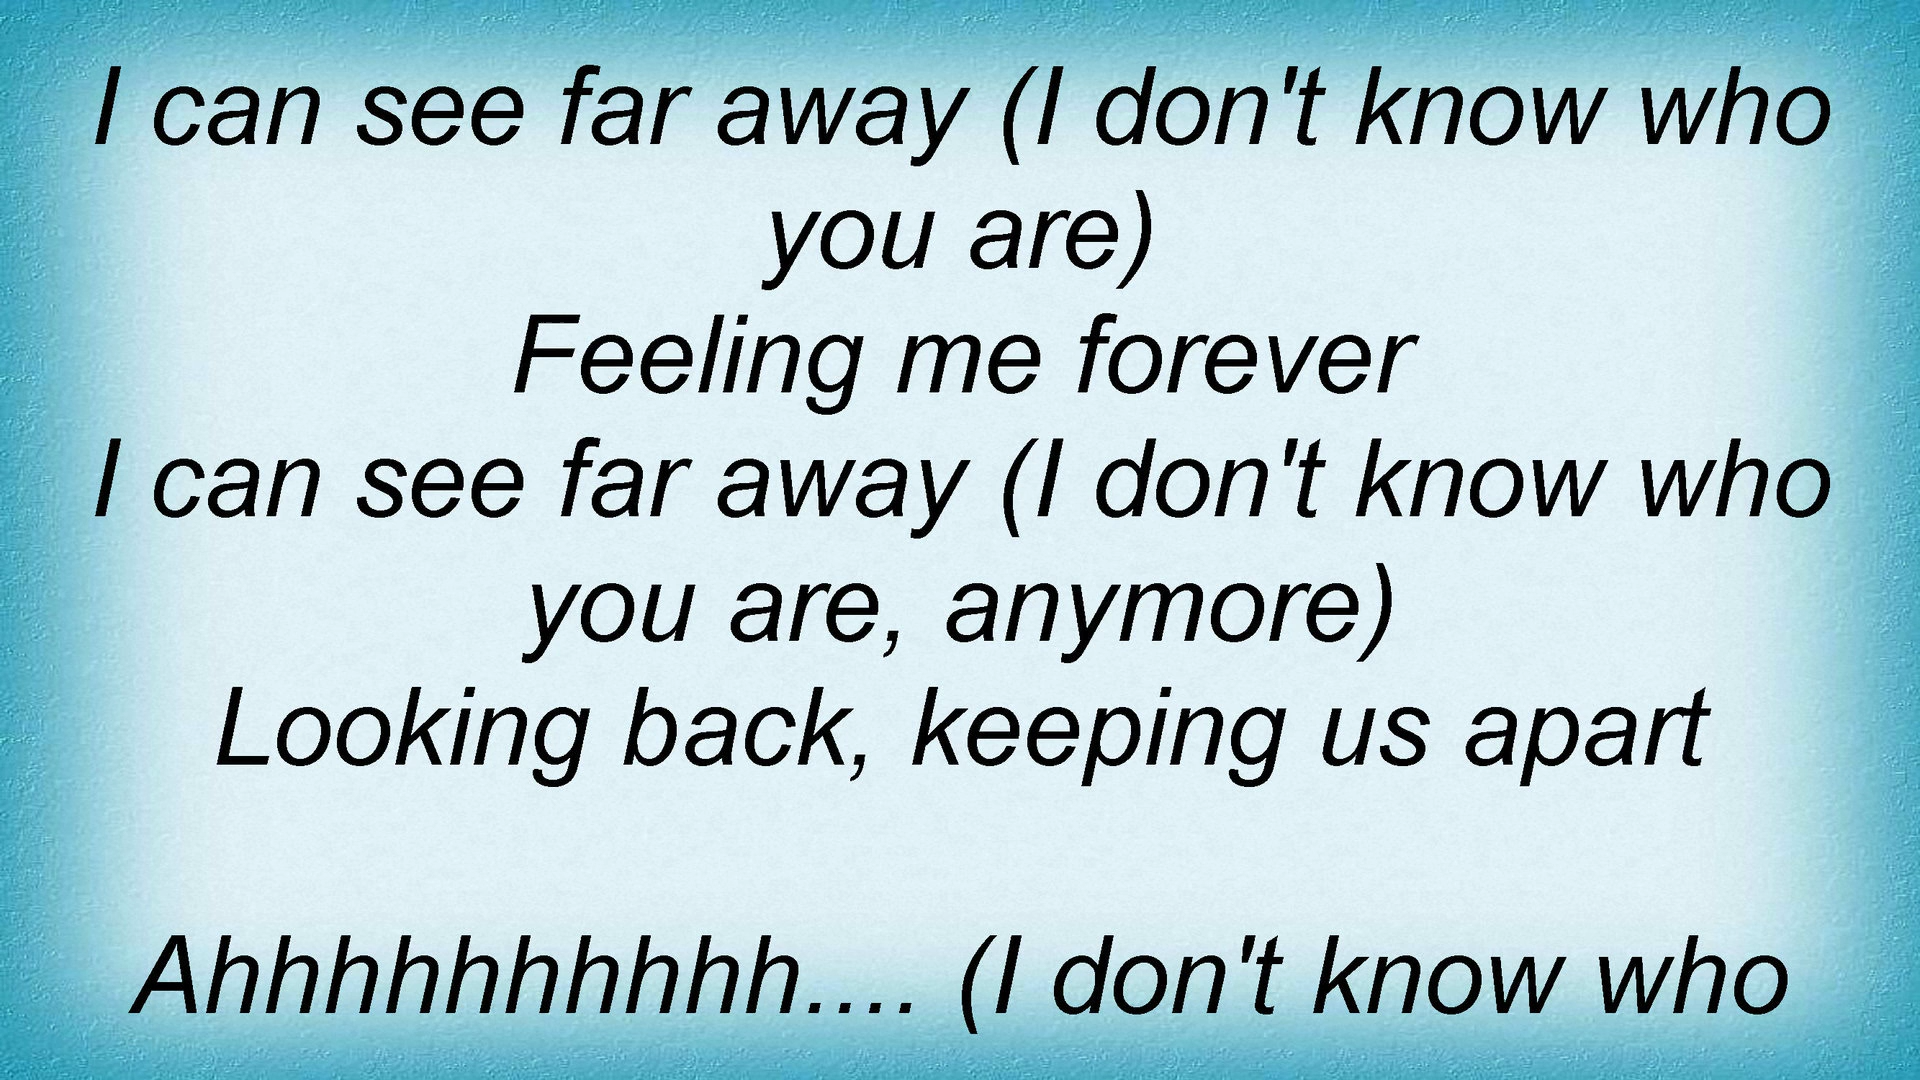 I can see far away (I don't know who
you are)
Feeling me forever
I can see far away (I don't know who
you are, anymore)
Looking back, keeping us apart
Ahhhhhhhhhh.... (I don't know who